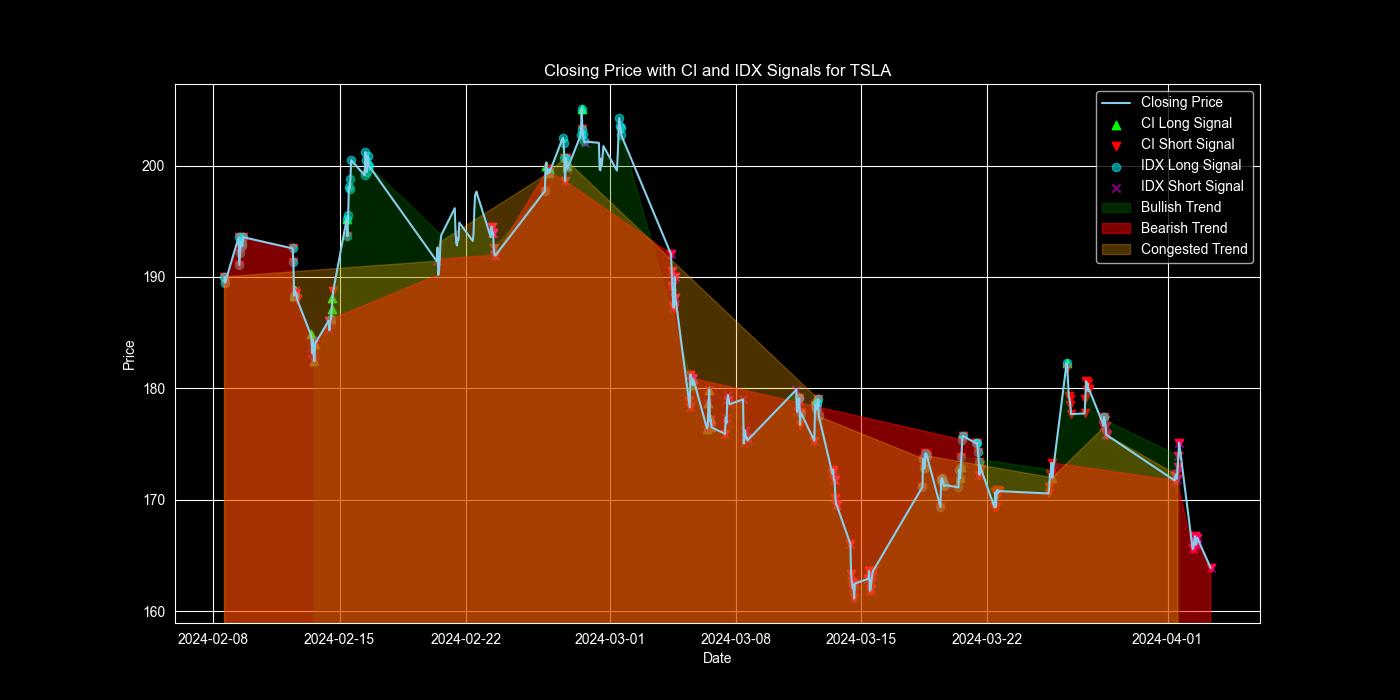 Closing Price with CI and IDX Signals for TSLA
Closing Price
CI Long Signal
CI Short Signal
IDX Long Signal
IDX Short Signal
Bullish Trend
Bearish Trend
Congested Trend
200
190
180
170
160
Price
2024-02-08 2024-02-15 2024-02-22 2024-03-01 2024-03-08 2024-03-15 2024-03-22 2024-04-01
Date